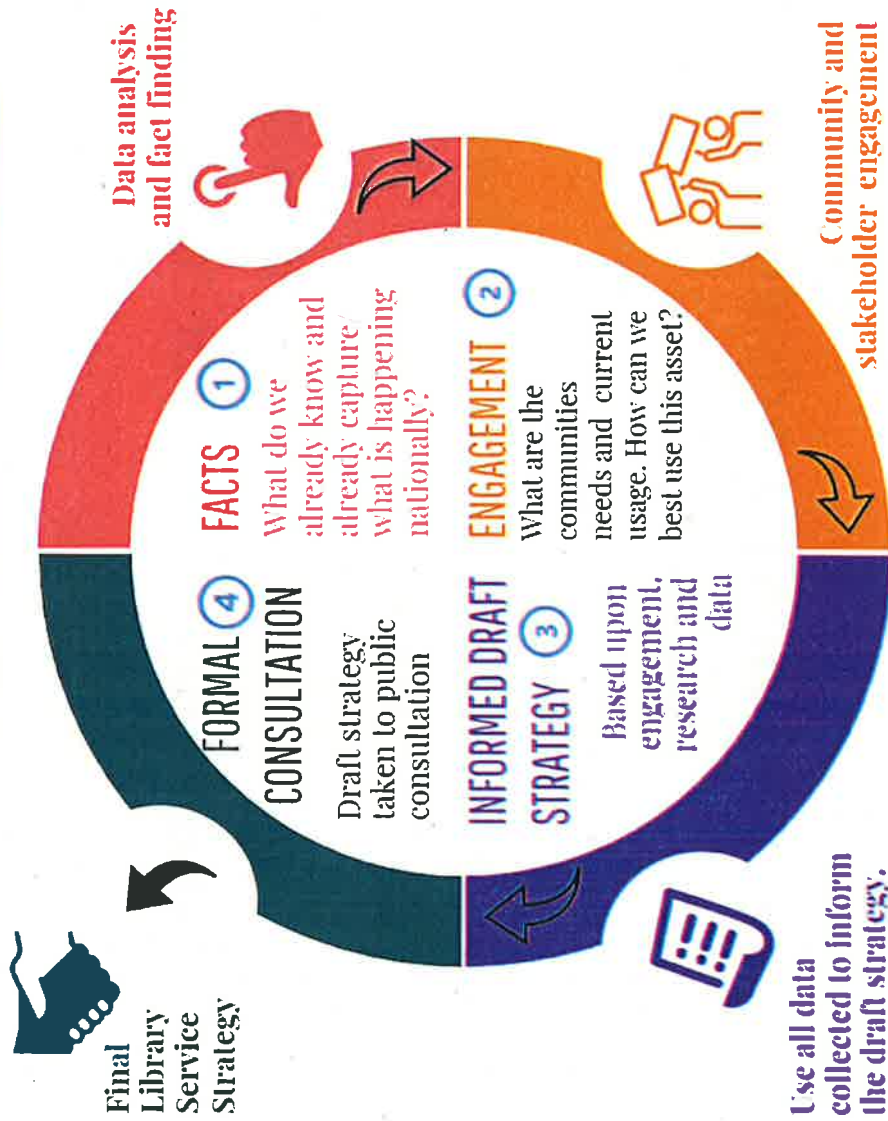 Data analysis
and fact finding
FACTS 1
What do we
already know and
already capture
what is happening
nationally?
ENGAGEMENT 2
What are the
communities
needs and current
usage. How can we
best use this asset?
Community and
stakeholder engagement
INFORMED DRAFT
STRATEGY 3
Based upon
engagement,
research and
data
Use all data
collected to inform
the draft strategy.
FORMAL 4
CONSULTATION
Draft strategy
taken to public
consultation
Final
Library
Service
Strategy